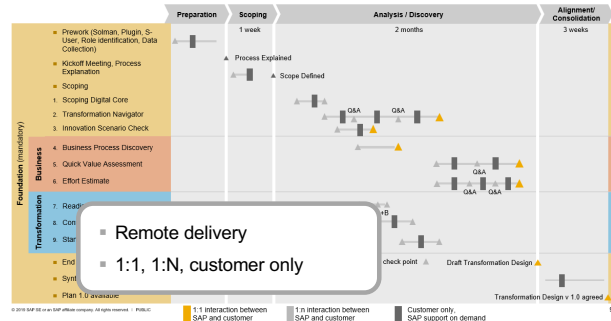 Preparation
Scoping
Analysis / Discovery
Alignment/
Consolidation
1 week
2 months
3 weeks
Foundation (mandatory)
Business
Transformation
■ Prework (Solman, Plugin, S-
User, Role identification, Data
Collection)
■ Kickoff Meeting, Process
Explanation
■ Scoping
1. Scoping Digital Core
2. Transformation Navigator
3. Innovation Scenario Check
4. Business Process Discovery
5. Quick Value Assessment
6. Effort Estimate
7. Readi
8. Con
9. Star
■ End
■ Synt
■ Plan 1.0 available
Process Explained
Scope Defined
Q&A Q&A
Q&A
Q&A Q&A
+B
check point
Draft Transformation Design
Transformation Design v 1.0 agreed
▪ Remote delivery
▪ 1:1, 1:N, customer only
© 2019 SAP SE or an SAP affiliate company. All rights reserved. I PUBLIC
1:1 interaction between
SAP and customer
1:n interaction between
SAP and customer
Customer only,
SAP support on demand